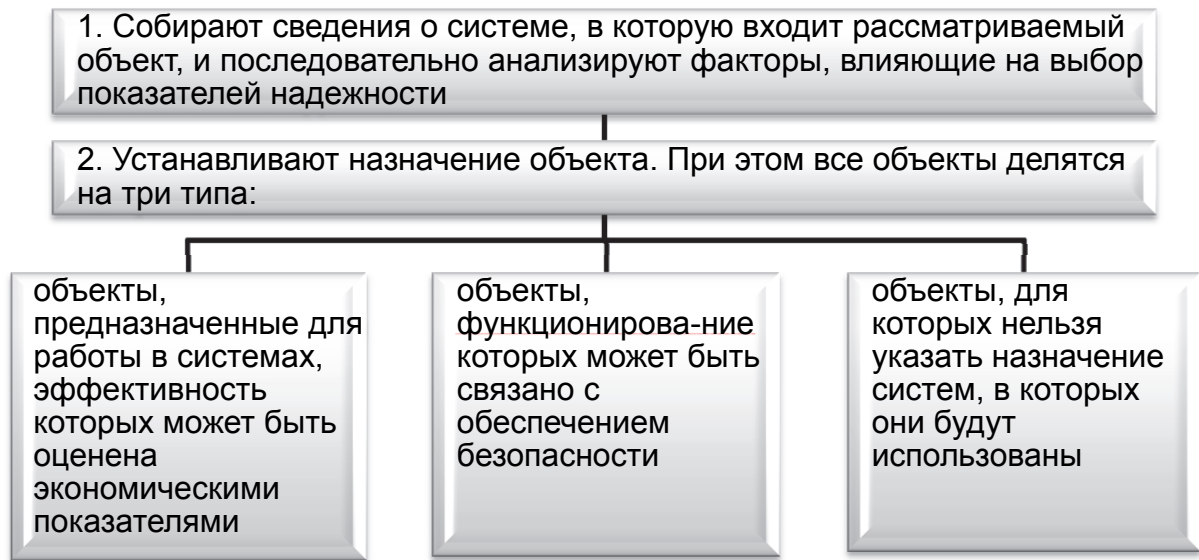 1. Собирают сведения о системе, в которую входит рассматриваемый
объект, и последовательно анализируют факторы, влияющие на выбор
показателей надежности
2. Устанавливают назначение объекта. При этом все объекты делятся
на три типа:
объекты,
предназначенные для
работы в системах,
эффективность
которых может быть
оценена
экономическими
показателями
объекты,
функционирова-ние
которых может быть
связано с
обеспечением
безопасности
объекты, для
которых нельзя
указать назначение
систем, в которых
они будут
использованы